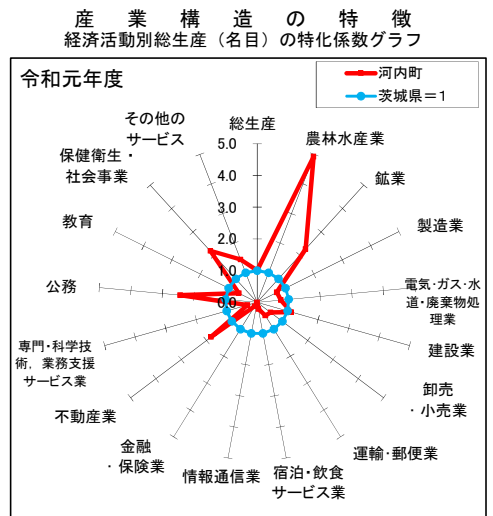 産業構造の特徴
経済活動別総生産（名目）の特化係数グラフ
令和元年度
河内町
茨城県＝1
総生産
農林水産業
鉱業
製造業
電気・ガス・水
道・廃棄物処
理業
建設業
卸売
・小売業
運輸・郵便業
宿泊・飲食
サービス業
情報通信業
金融
・保険業
不動産業
専門・科学技
術，業務支援
サービス業
公務
教育
保健衛生・
社会事業
その他の
サービス
5.0
4.0
3.0
2.0
1.0
0.0